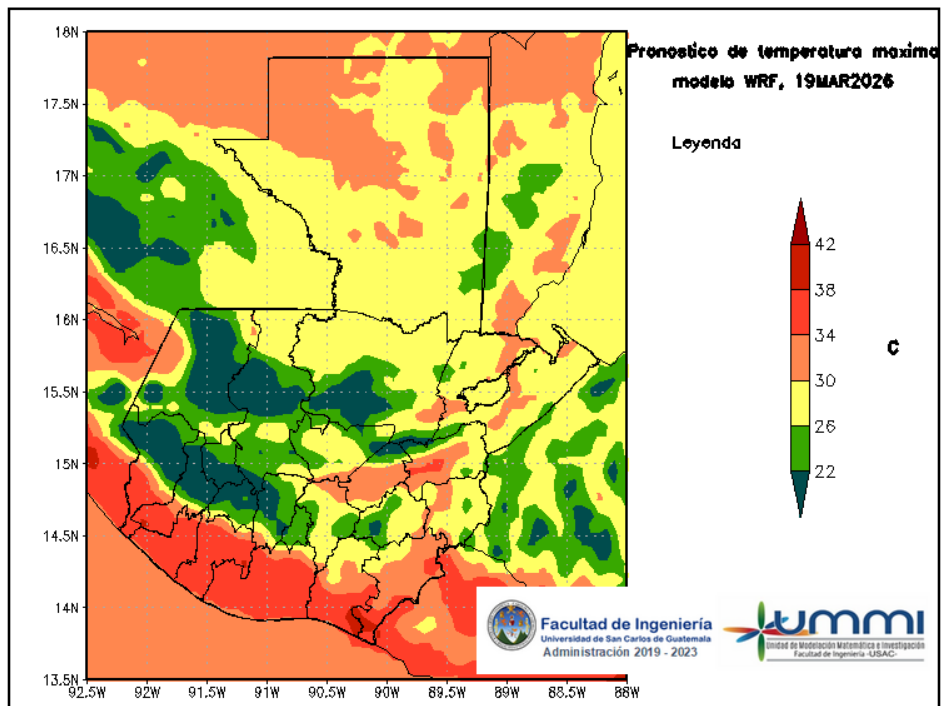 Pronostico de temperatura maxima
modelo WRF, 19MAR2026
Leyenda
42
38
34
30
26
22
C
18N
17.5N
17N
16.5N
16N
15.5N
15N
14.5N
14N
13.5N
92.5W 92W 91.5W 91W 90.5W 90W 89.5W 89W 88.5W 88W
Facultad de Ingeniería
Universidad de San Carlos de Guatemala
Administración 2019 - 2023
UMMI
Unidad de Modelación Matemática e Investigación
Facultad de Ingeniería -USAC-